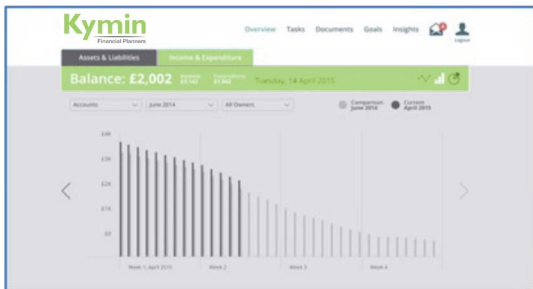 Kymin
Financial Planners
Overview Tasks Documents Goals Insights
Logout
Assets & Liabilities Income & Expenditure
Balance: £2,002 Income Expenditure Tuesday, 14 April 2015
Accounts June 2014 All Owners Comparison June 2014 Current April 2015
£4k
£3k
£2k
£1k
£0
Week 1, April 2015 Week 2 Week 3 Week 4